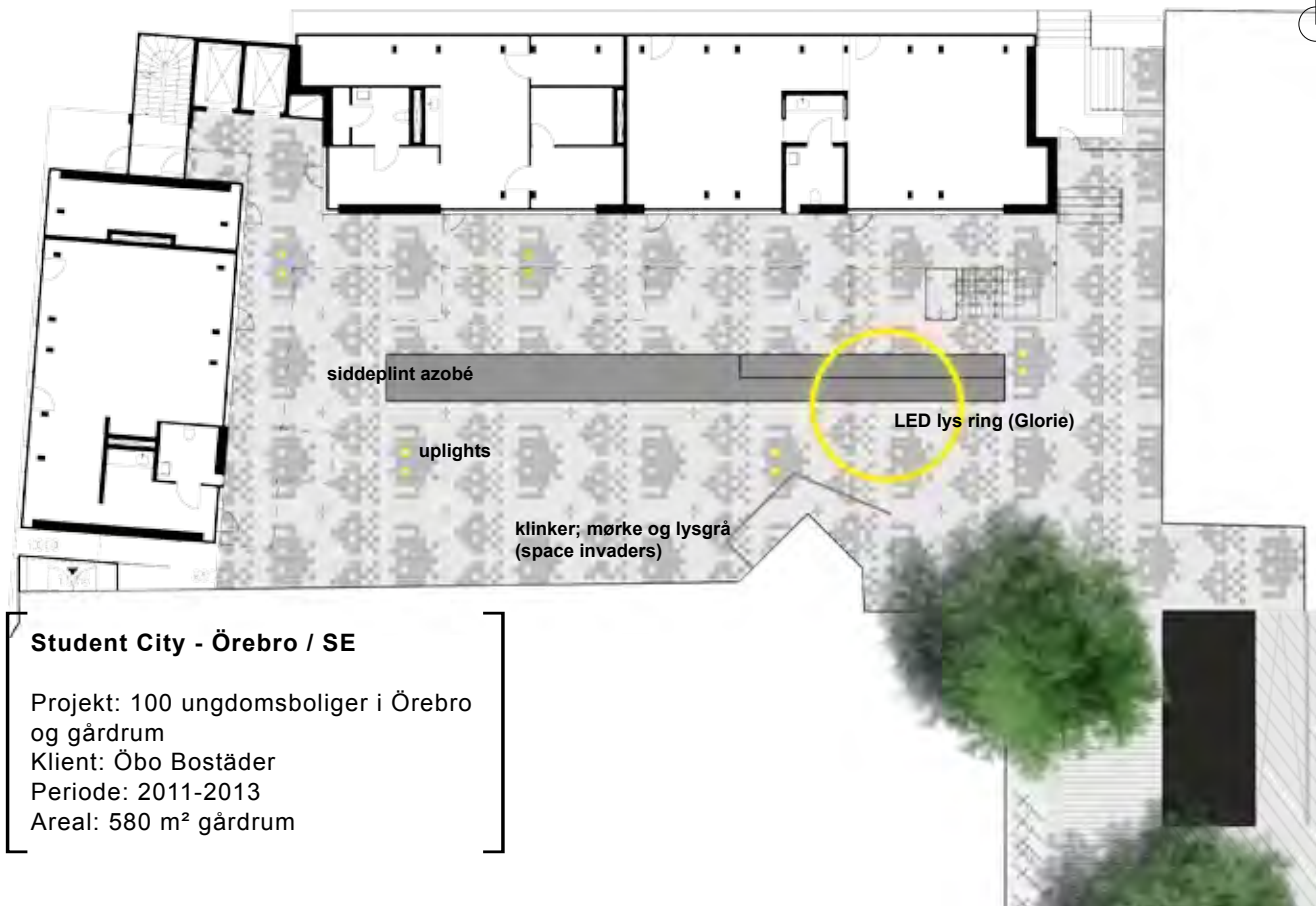 siddeplint azobé
LED lys ring (Glorie)
uplights
klinker; mørke og lysgrå
(space invaders)
Student City - Örebro / SE
Projekt: 100 ungdomsboliger i Örebro
og gårdrum
Klient: Öbo Bostäder
Periode: 2011-2013
Areal: 580 m² gårdrum